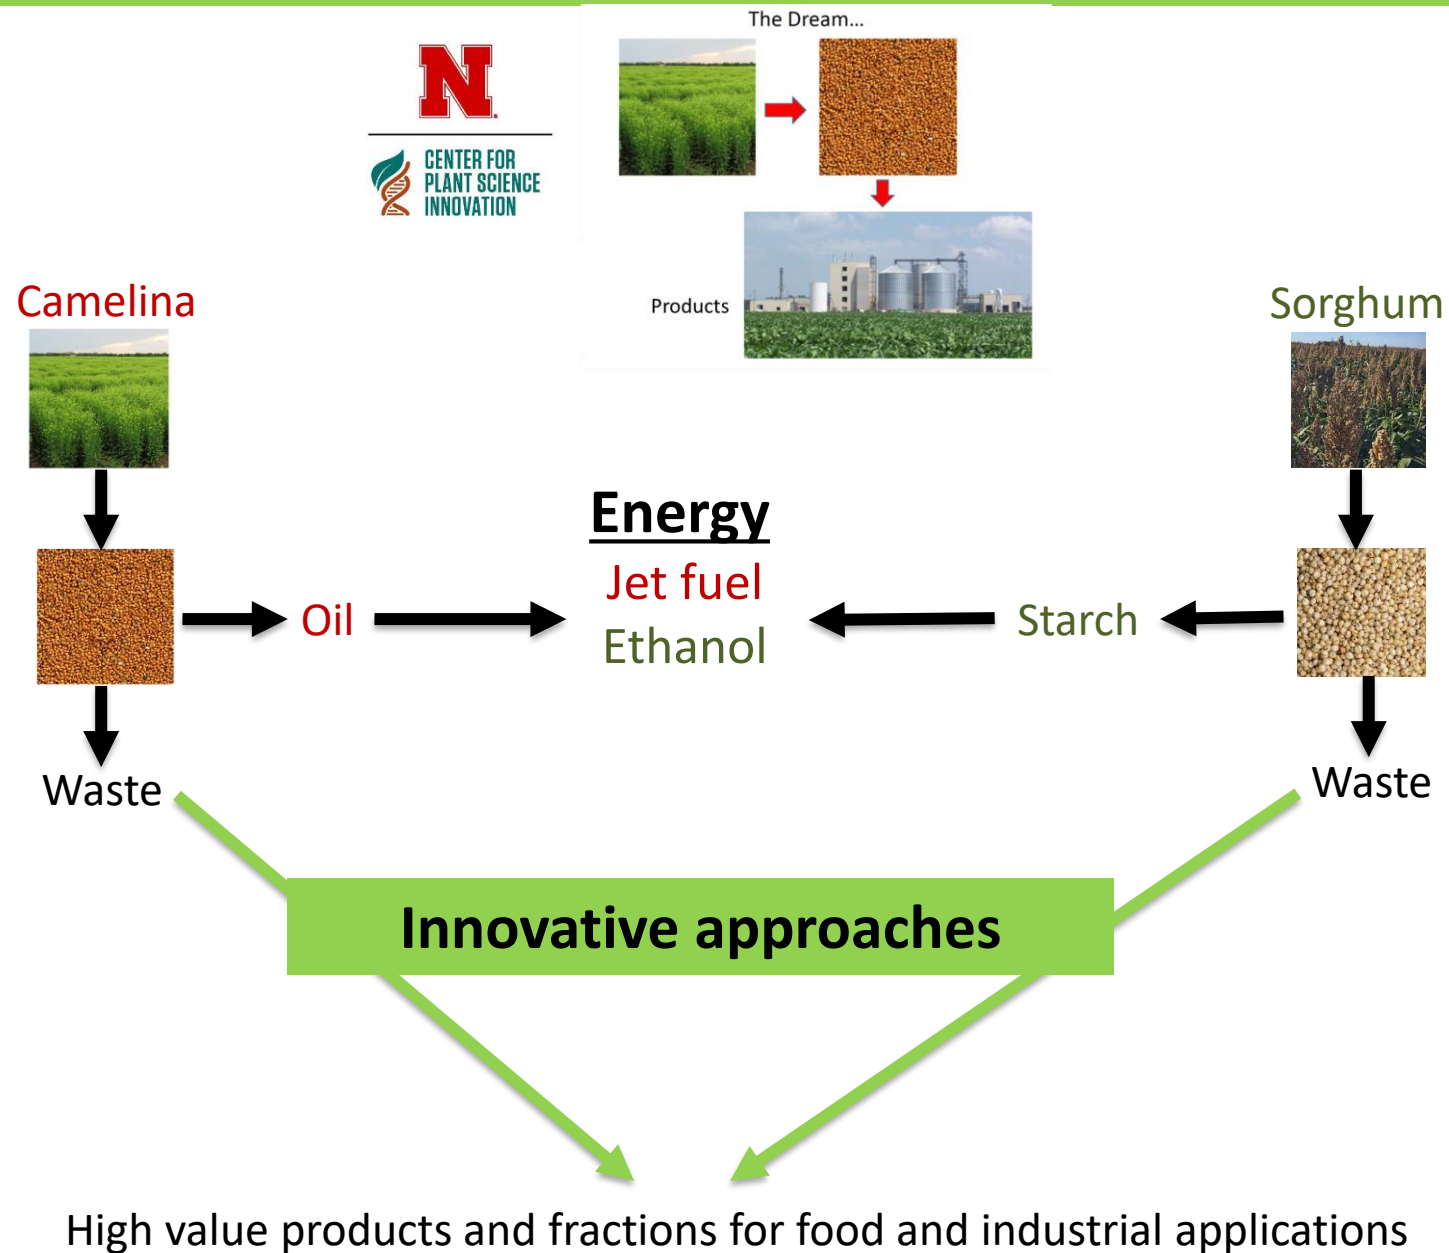 The Dream...
N
CENTER FOR
PLANT SCIENCE
INNOVATION
Products
Camelina
Sorghum
Energy
Jet fuel
Ethanol
Oil
Starch
Waste
Waste
Innovative approaches
High value products and fractions for food and industrial applications